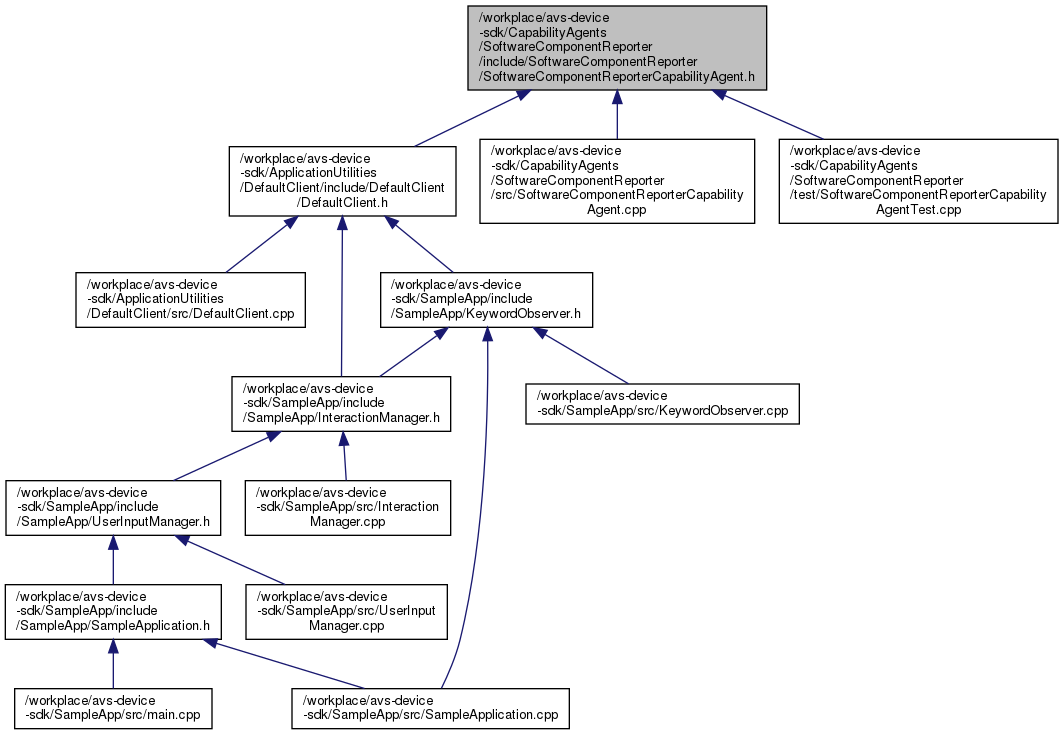 /workplace/avs-device
-sdk/CapabilityAgents
/SoftwareComponentReporter
/include/SoftwareComponentReporter
/SoftwareComponentReporterCapabilityAgent.h
/workplace/avs-device
-sdk/ApplicationUtilities
/DefaultClient/include/DefaultClient
/DefaultClient.h
/workplace/avs-device
-sdk/CapabilityAgents
/SoftwareComponentReporter
/src/SoftwareComponentReporterCapability
Agent.cpp
/workplace/avs-device
-sdk/CapabilityAgents
/SoftwareComponentReporter
/test/SoftwareComponentReporterCapability
AgentTest.cpp
/workplace/avs-device
-sdk/ApplicationUtilities
/DefaultClient/src/DefaultClient.cpp
/workplace/avs-device
-sdk/SampleApp/include
/SampleApp/KeywordObserver.h
/workplace/avs-device
-sdk/SampleApp/include
/SampleApp/InteractionManager.h
/workplace/avs-device
-sdk/SampleApp/src/KeywordObserver.cpp
/workplace/avs-device
-sdk/SampleApp/include
/SampleApp/UserInputManager.h
/workplace/avs-device
-sdk/SampleApp/src/Interaction
Manager.cpp
/workplace/avs-device
-sdk/SampleApp/include
/SampleApp/SampleApplication.h
/workplace/avs-device
-sdk/SampleApp/src/UserInput
Manager.cpp
/workplace/avs-device
-sdk/SampleApp/src/main.cpp
/workplace/avs-device
-sdk/SampleApp/src/SampleApplication.cpp